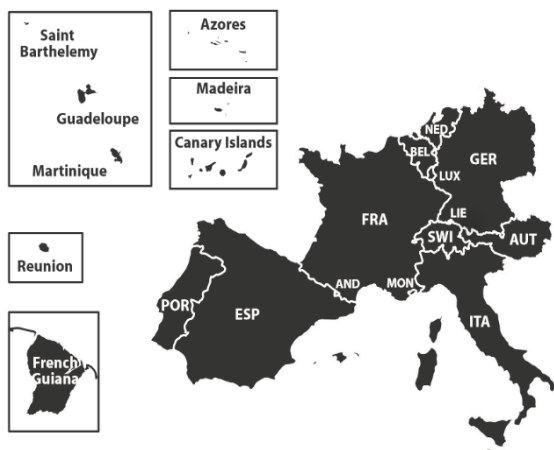 Saint
Barthelemy
Guadeloupe
Martinique
Azores
Madeira
Canary Islands
Reunion
French
Guiana
NED
BEL
GER
LUX
LIE
FRA
SWI
AUT
AND
MON
POR
ESP
ITA